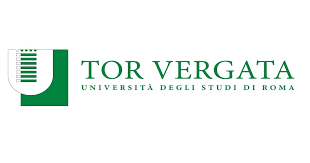 TOR VERGATA
UNIVERSITÀ DEGLI STUDI DI ROMA